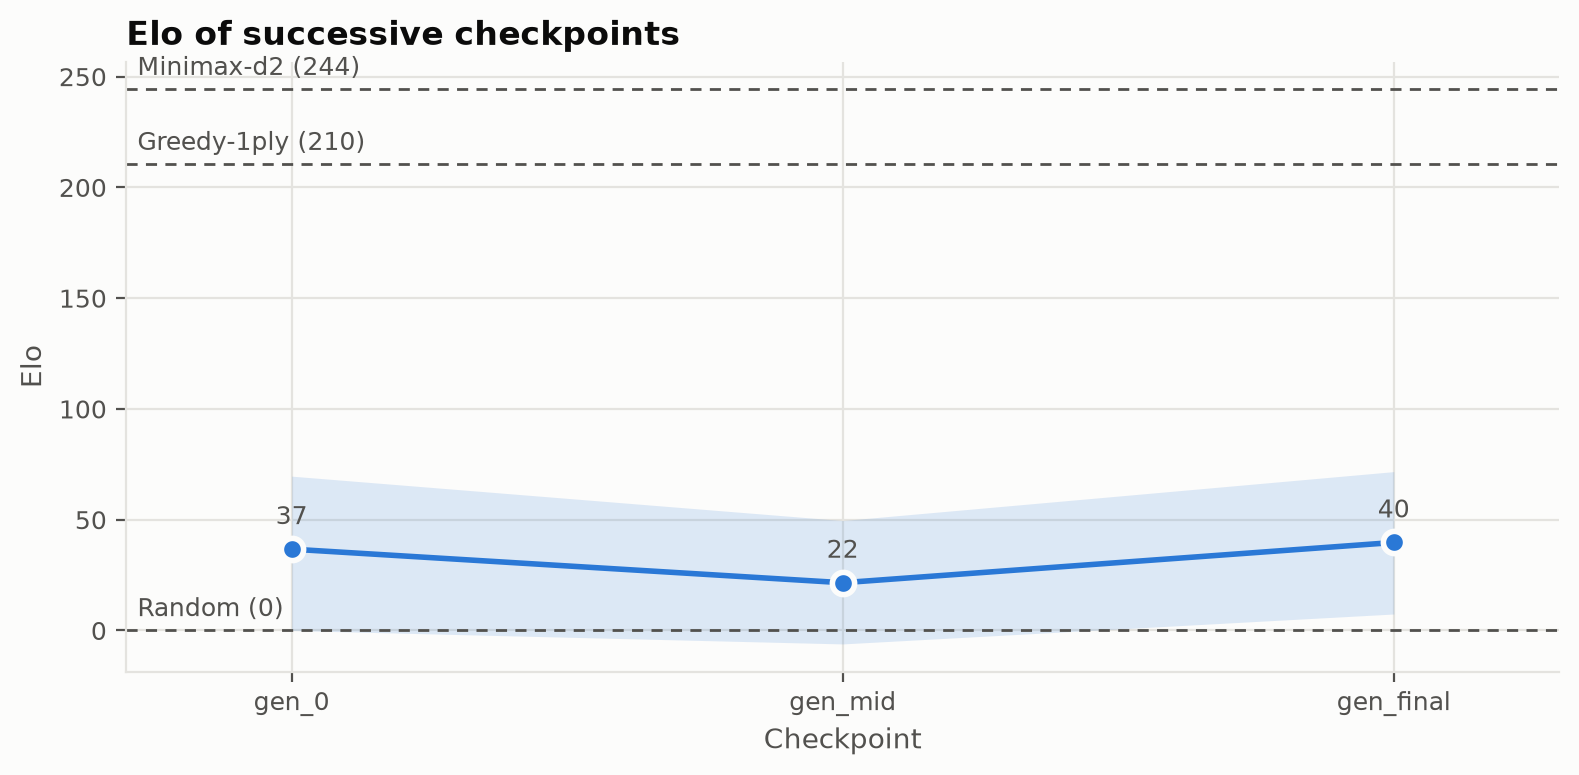 Elo of successive checkpoints
Minimax-d2 (244)
250
Greedy-1ply (210)
200
150
Elo
100
50
37
22
40
Random (0)
0
gen_0
gen_mid
gen_final
Checkpoint